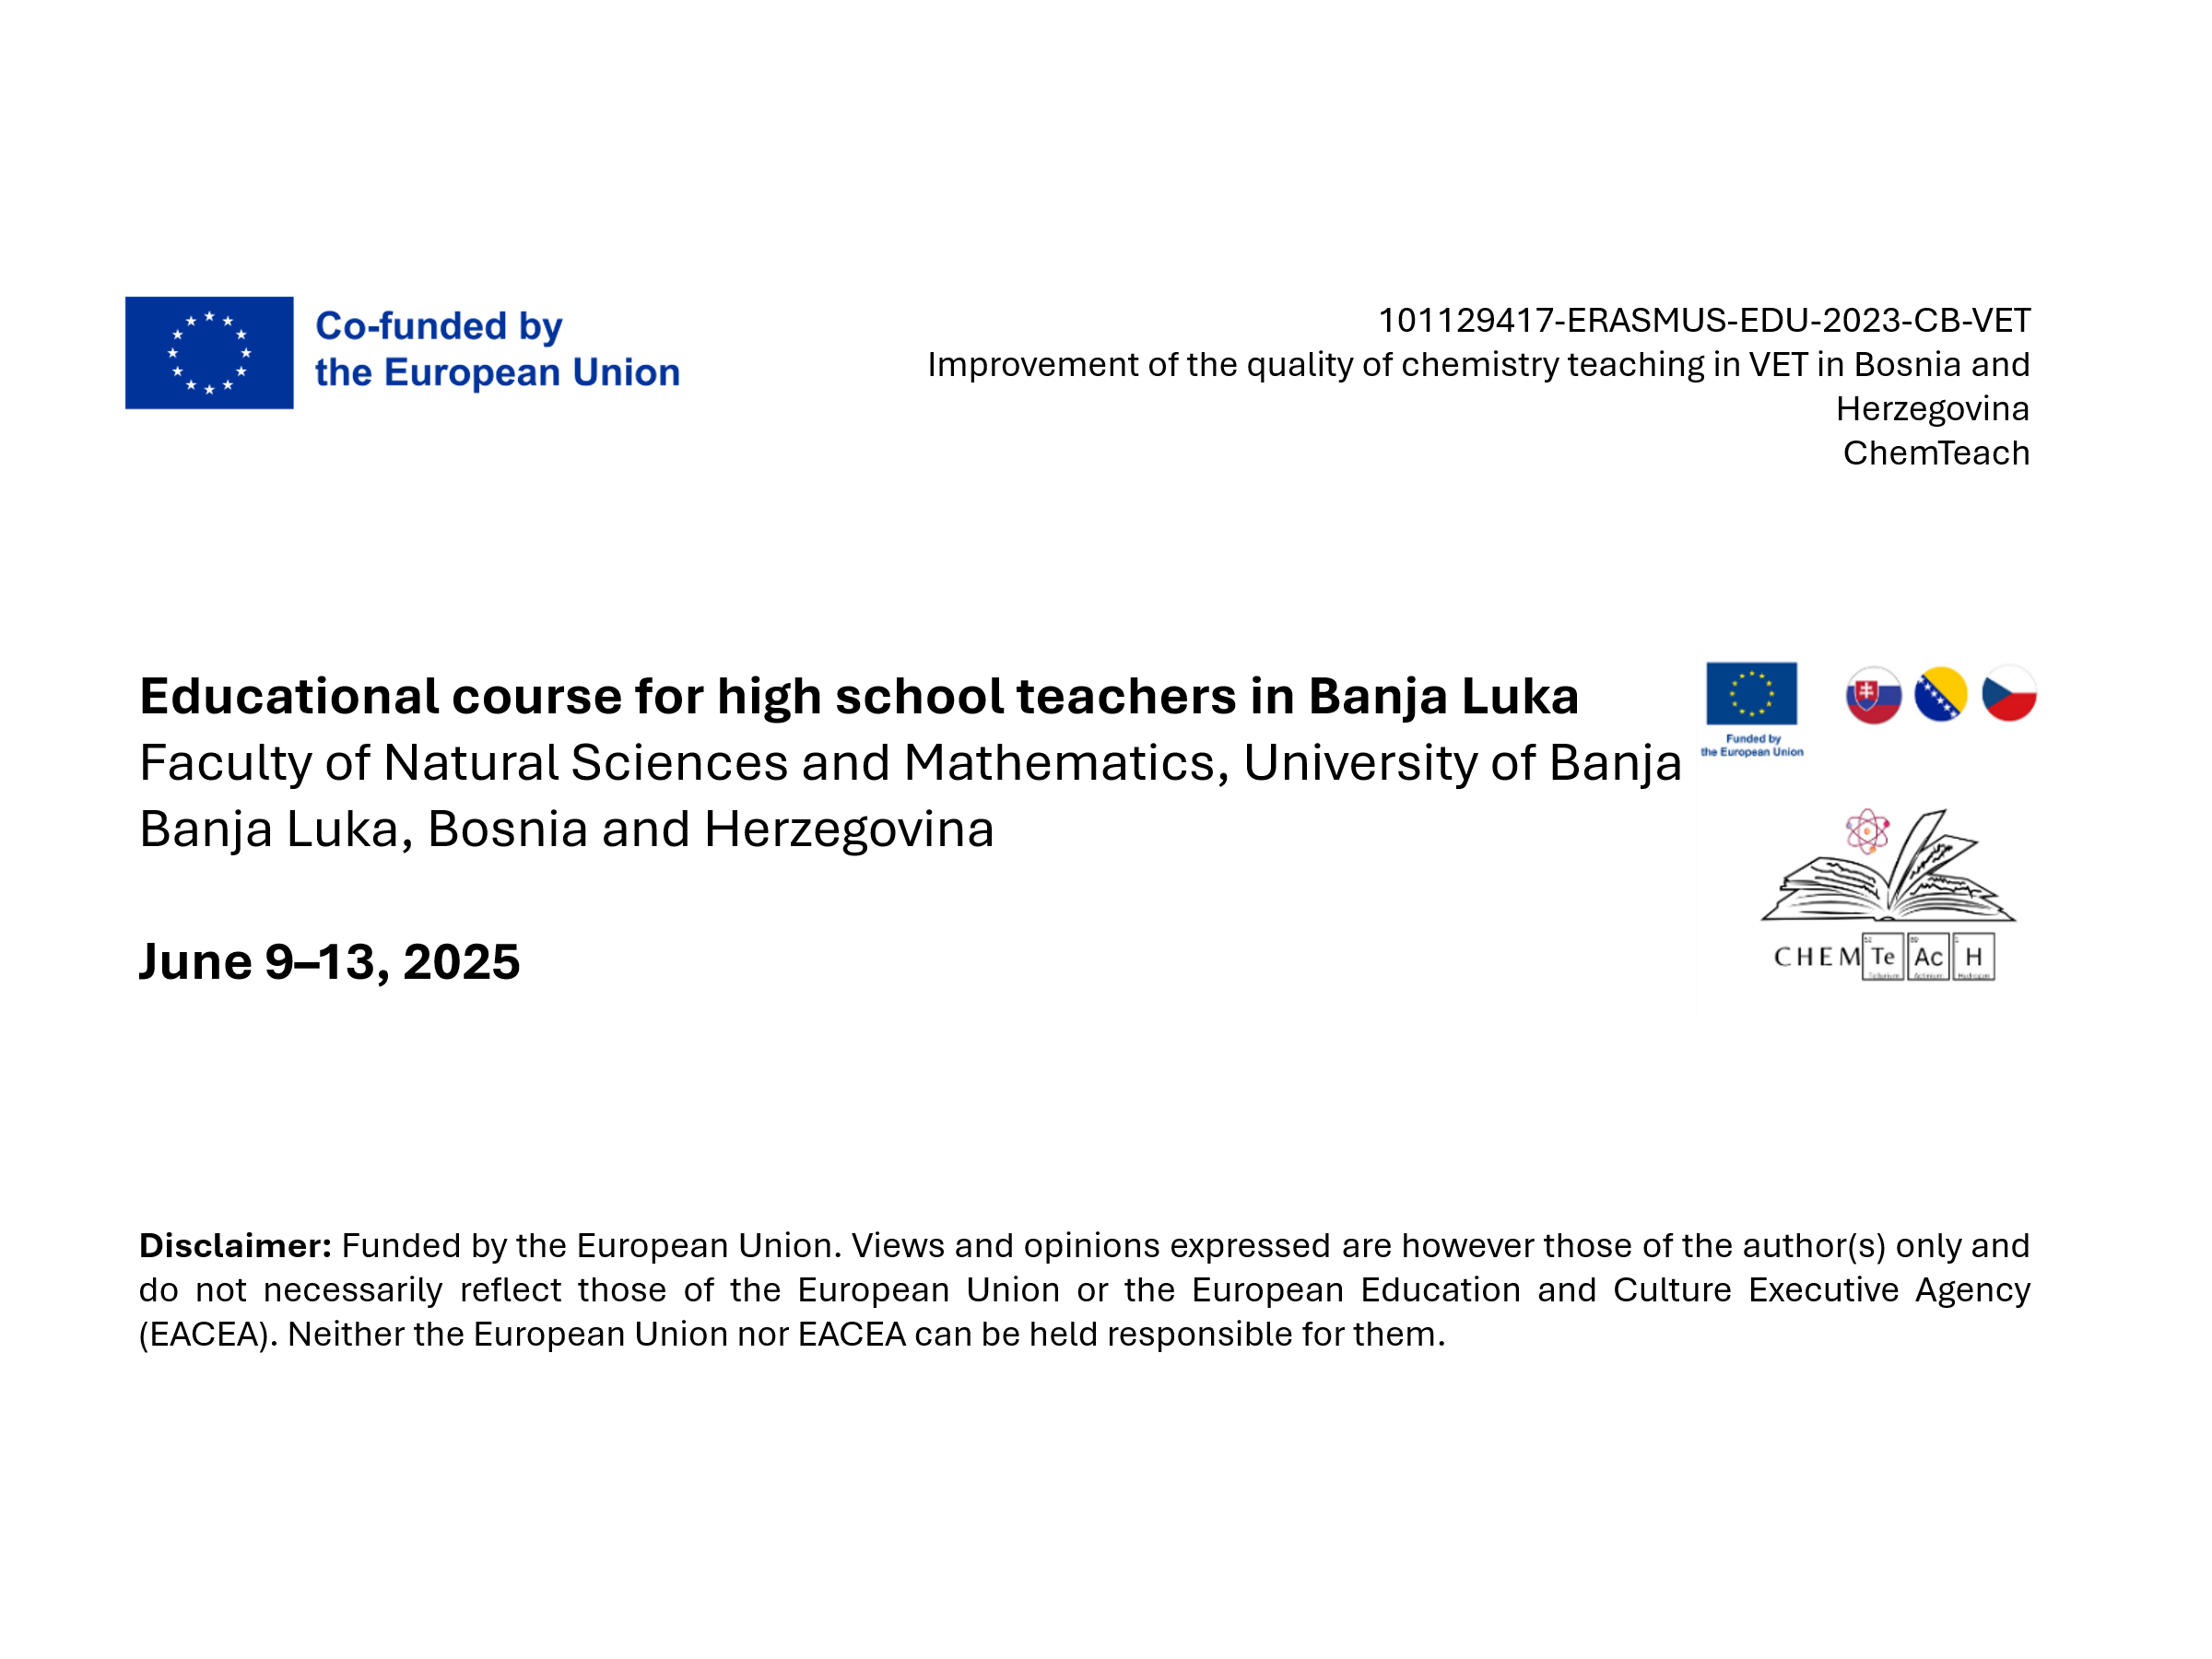 Co-funded by
the European Union
101129417-ERASMUS-EDU-2023-CB-VET
Improvement of the quality of chemistry teaching in VET in Bosnia and
Herzegovina
ChemTeach
Educational course for high school teachers in Banja Luka
Faculty of Natural Sciences and Mathematics, University of Banja
Banja Luka, Bosnia and Herzegovina
June 9–13, 2025
Funded by
the European Union
CHEM Te Ac H
Disclaimer: Funded by the European Union. Views and opinions expressed are however those of the author(s) only and
do not necessarily reflect those of the European Union or the European Education and Culture Executive Agency
(EACEA). Neither the European Union nor EACEA can be held responsible for them.